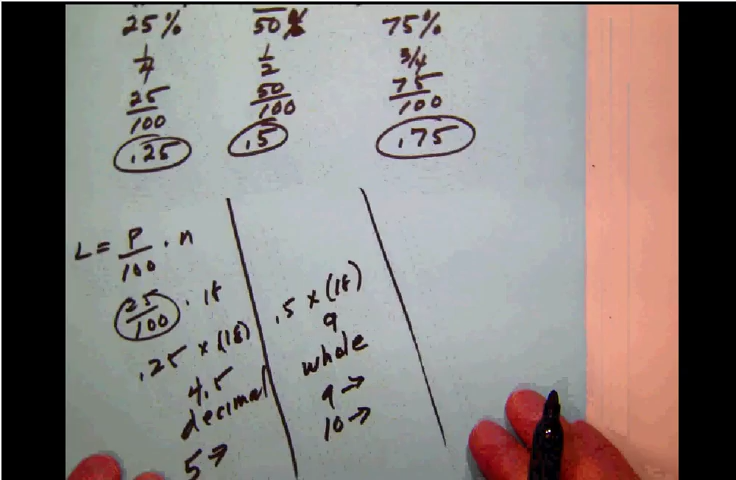 25% 50% 75%
1/4 1/2 3/4
25/100 50/100 75/100
.25 .5 .75
L = P/100 · n
25/100 · 18
.25 × (18)
4.5
decimal
5 →
.5 × (18)
9
whole
9 →
10 →